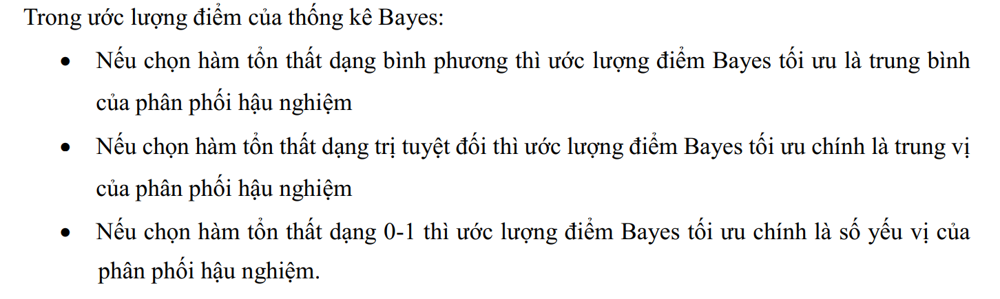 Trong ước lượng điểm của thống kê Bayes:
• Nếu chọn hàm tổn thất dạng bình phương thì ước lượng điểm Bayes tối ưu là trung bình
của phân phối hậu nghiệm
• Nếu chọn hàm tổn thất dạng trị tuyệt đối thì ước lượng điểm Bayes tối ưu chính là trung vị
của phân phối hậu nghiệm
• Nếu chọn hàm tổn thất dạng 0-1 thì ước lượng điểm Bayes tối ưu chính là số yếu vị của
phân phối hậu nghiệm.